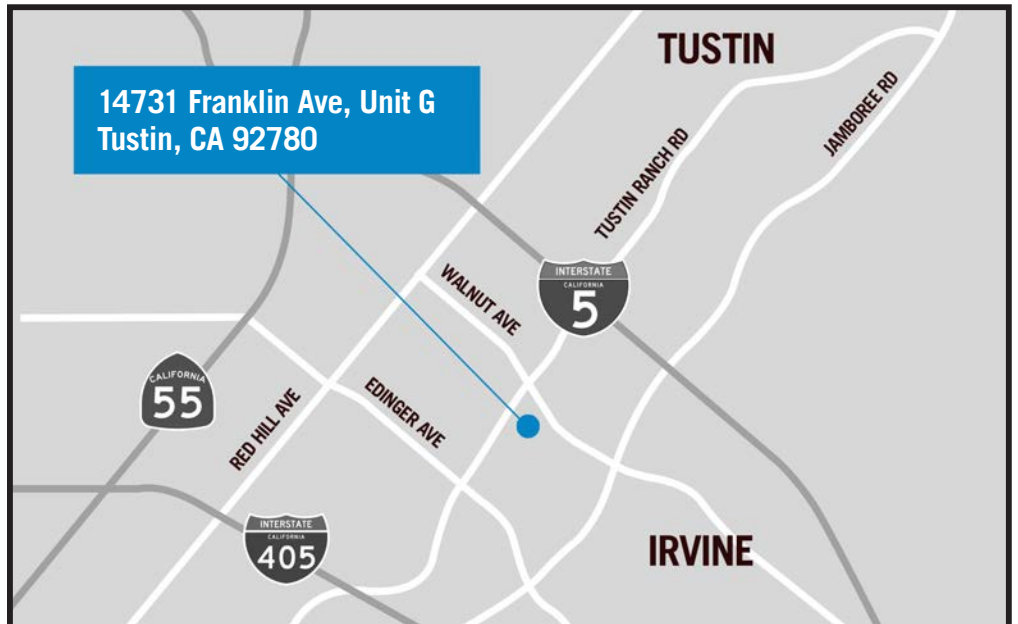 TUSTIN
14731 Franklin Ave, Unit G
Tustin, CA 92780
JAMBOREE RD
TUSTIN RANCH RD
WALNUT AVE
INTERSTATE
CALIFORNIA
5
CALIFORNIA
55
RED HILL AVE
EDINGER AVE
INTERSTATE
CALIFORNIA
405
IRVINE